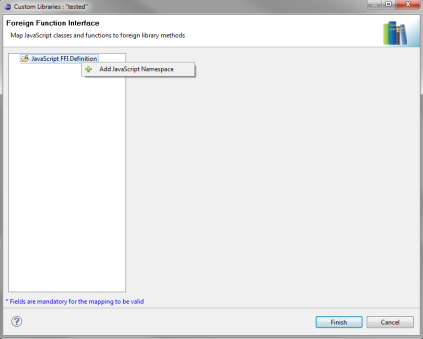 Custom Libraries : "tested"
Foreign Function Interface
Map JavaScript classes and functions to foreign library methods
JavaScript FFI Definition
Add JavaScript Namespace
* Fields are mandatory for the mapping to be valid
Finish Cancel